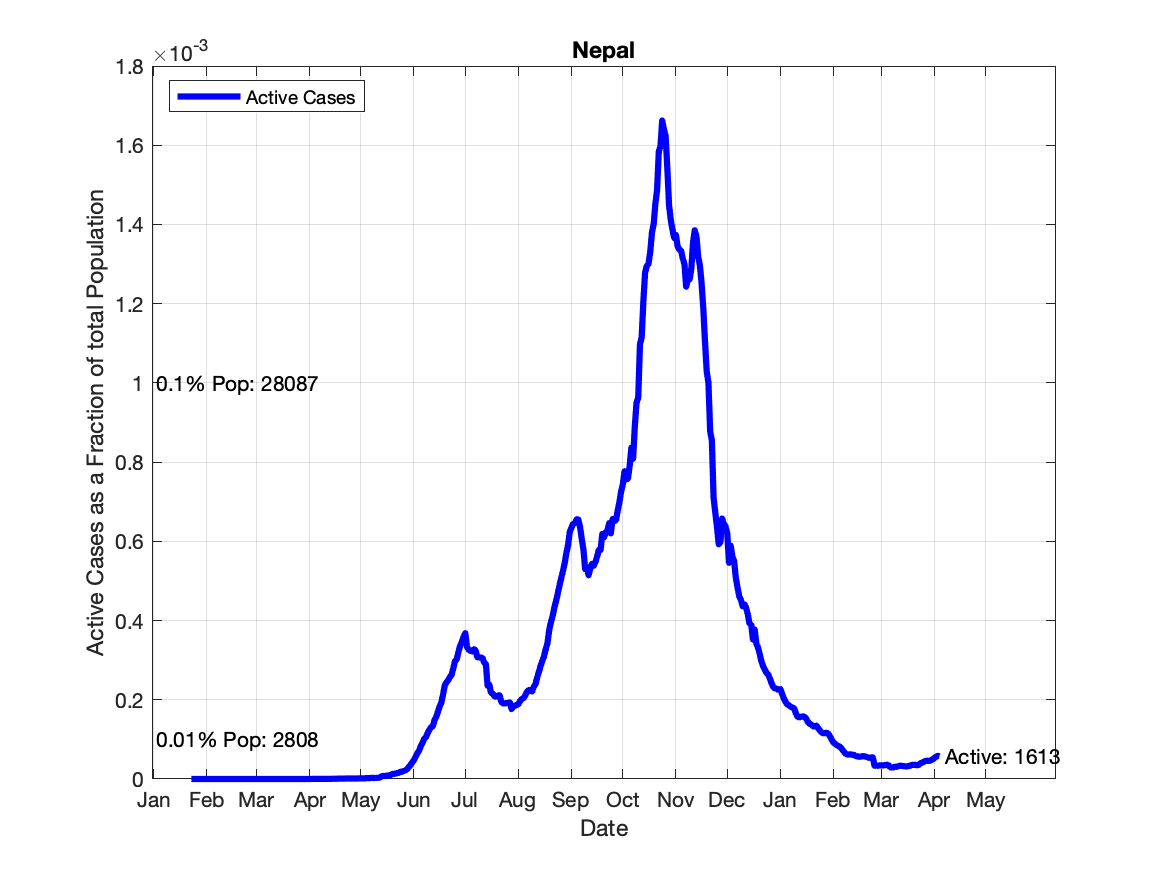 Nepal
×10-3
1.8
1.6
1.4
1.2
1
0.8
0.6
0.4
0.2
0
Active Cases as a Fraction of total Population
Active Cases
0.1% Pop: 28087
0.01% Pop: 2808
Active: 1613
Jan Feb Mar Apr May Jun Jul Aug Sep Oct Nov Dec Jan Feb Mar Apr May
Date